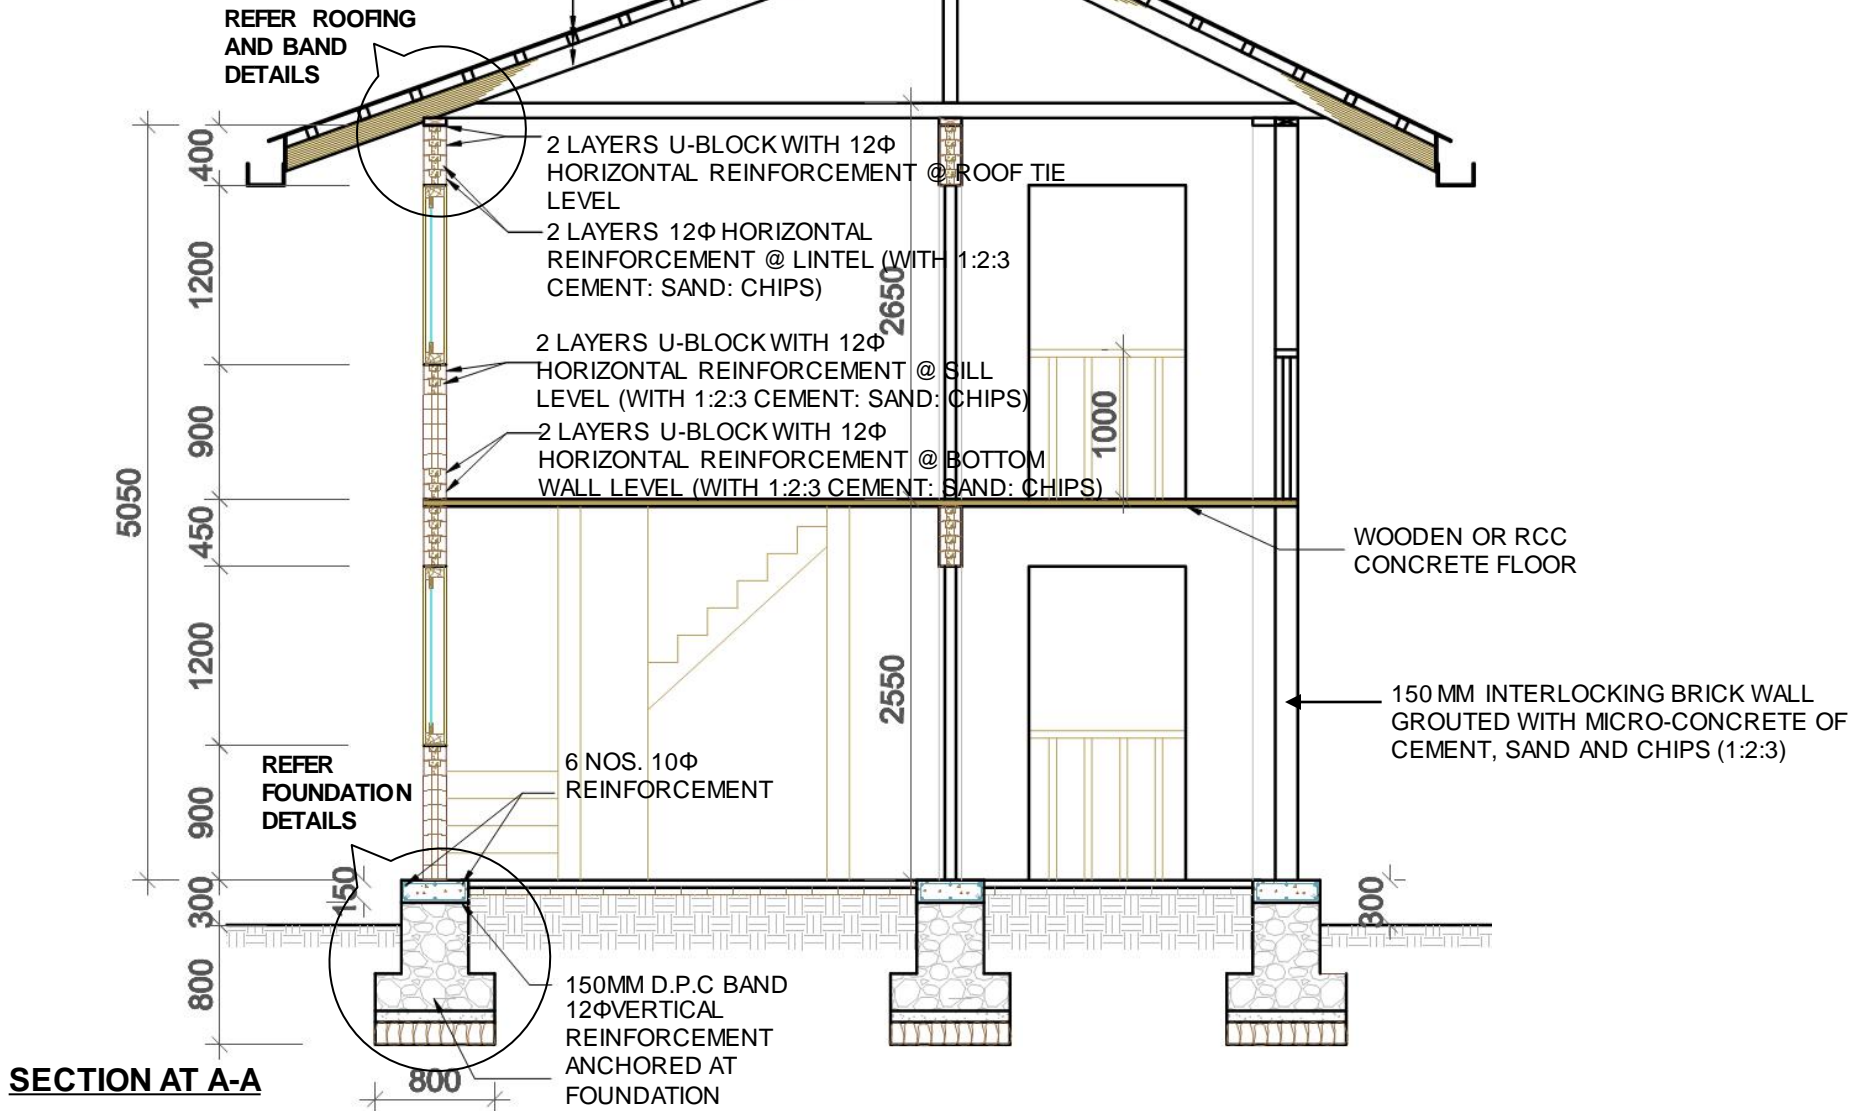 REFER ROOFING
AND BAND
DETAILS
2 LAYERS U-BLOCK WITH 12Φ
HORIZONTAL REINFORCEMENT @ ROOF TIE
LEVEL
2 LAYERS 12Φ HORIZONTAL
REINFORCEMENT @ LINTEL (WITH 1:2:3
CEMENT: SAND: CHIPS)
2 LAYERS U-BLOCK WITH 12Φ
HORIZONTAL REINFORCEMENT @ SILL
LEVEL (WITH 1:2:3 CEMENT: SAND: CHIPS)
2 LAYERS U-BLOCK WITH 12Φ
HORIZONTAL REINFORCEMENT @ BOTTOM
WALL LEVEL (WITH 1:2:3 CEMENT: SAND: CHIPS)
5050
400
1200
900
450
1200
900
300
800
150
2650
1000
2550
300
WOODEN OR RCC
CONCRETE FLOOR
150 MM INTERLOCKING BRICK WALL
GROUTED WITH MICRO-CONCRETE OF
CEMENT, SAND AND CHIPS (1:2:3)
6 NOS. 10Φ
REINFORCEMENT
REFER
FOUNDATION
DETAILS
150MM D.P.C BAND
12ΦVERTICAL
REINFORCEMENT
ANCHORED AT
FOUNDATION
800
SECTION AT A-A